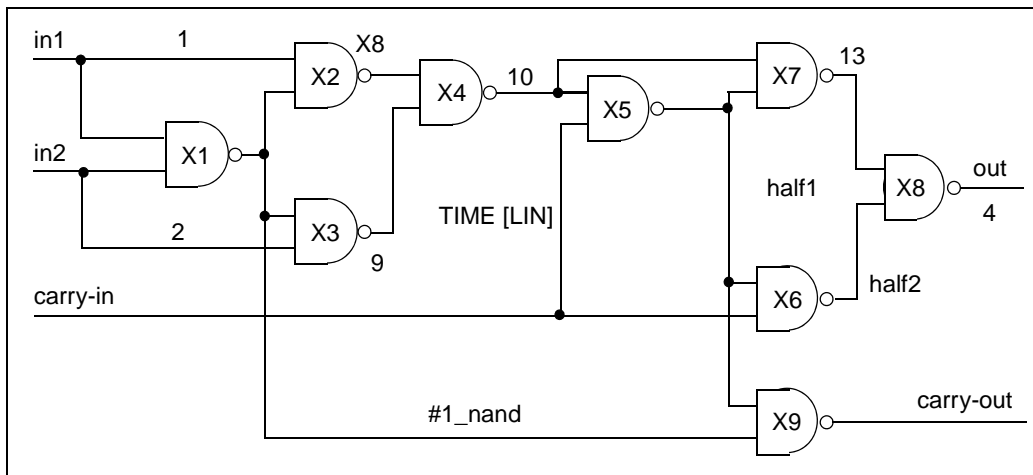 in1
1
X8
13
X2
10
X7
X4
X5
X1
in2
out
X8
half1
TIME [LIN]
X3
2
4
9
carry-in
half2
X6
#1_nand
carry-out
X9